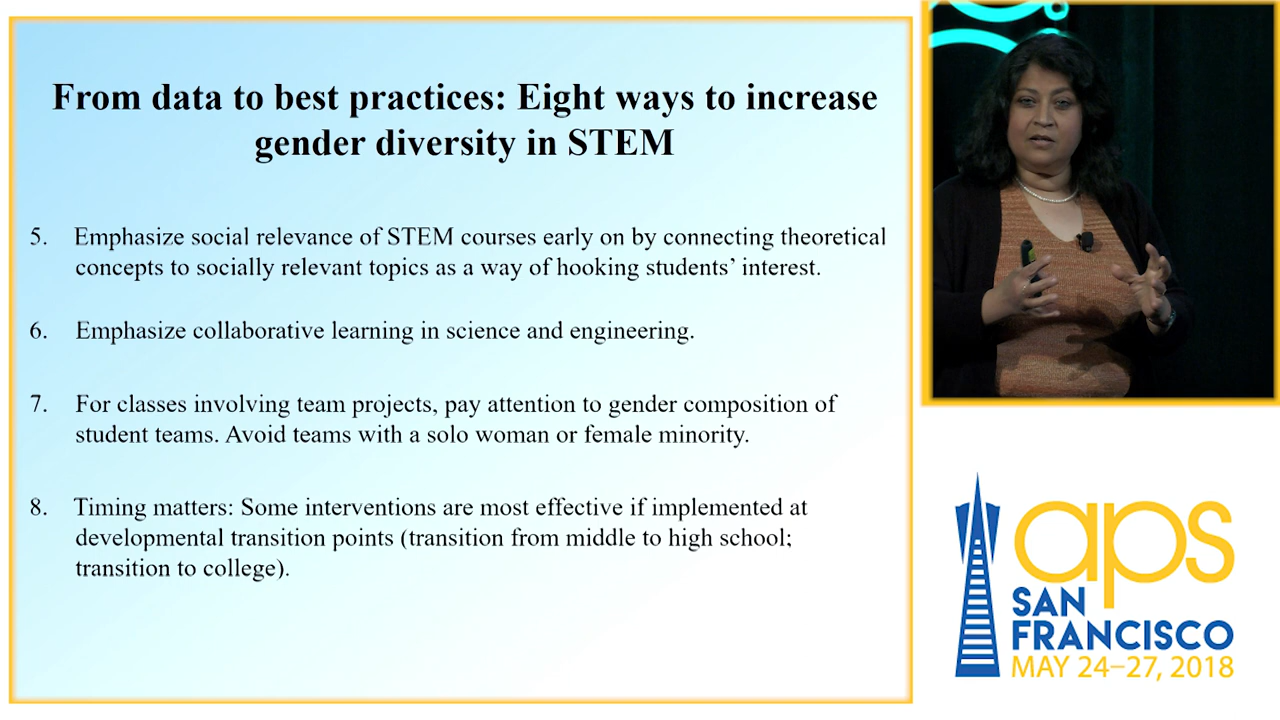 From data to best practices: Eight ways to increase
gender diversity in STEM
5. Emphasize social relevance of STEM courses early on by connecting theoretical
concepts to socially relevant topics as a way of hooking students’ interest.
6. Emphasize collaborative learning in science and engineering.
7. For classes involving team projects, pay attention to gender composition of
student teams. Avoid teams with a solo woman or female minority.
8. Timing matters: Some interventions are most effective if implemented at
developmental transition points (transition from middle to high school;
transition to college).
aps
SAN
FRANCISCO
MAY 24–27, 2018